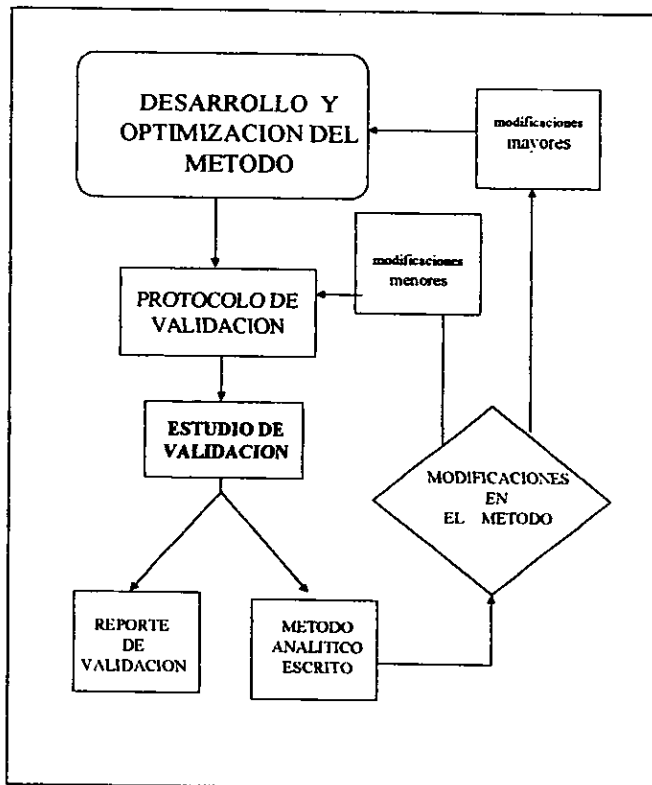 DESARROLLO Y
OPTIMIZACION DEL
METODO
modificaciones
mayores
modificaciones
menores
PROTOCOLO DE
VALIDACION
ESTUDIO DE
VALIDACION
MODIFICACIONES
EN
EL METODO
REPORTE
DE
VALIDACION
METODO
ANALITICO
ESCRITO